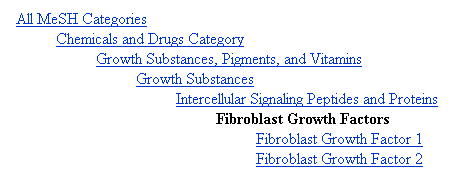 All MeSH Categories
Chemicals and Drugs Category
Growth Substances, Pigments, and Vitamins
Growth Substances
Intercellular Signaling Peptides and Proteins
Fibroblast Growth Factors
Fibroblast Growth Factor 1
Fibroblast Growth Factor 2